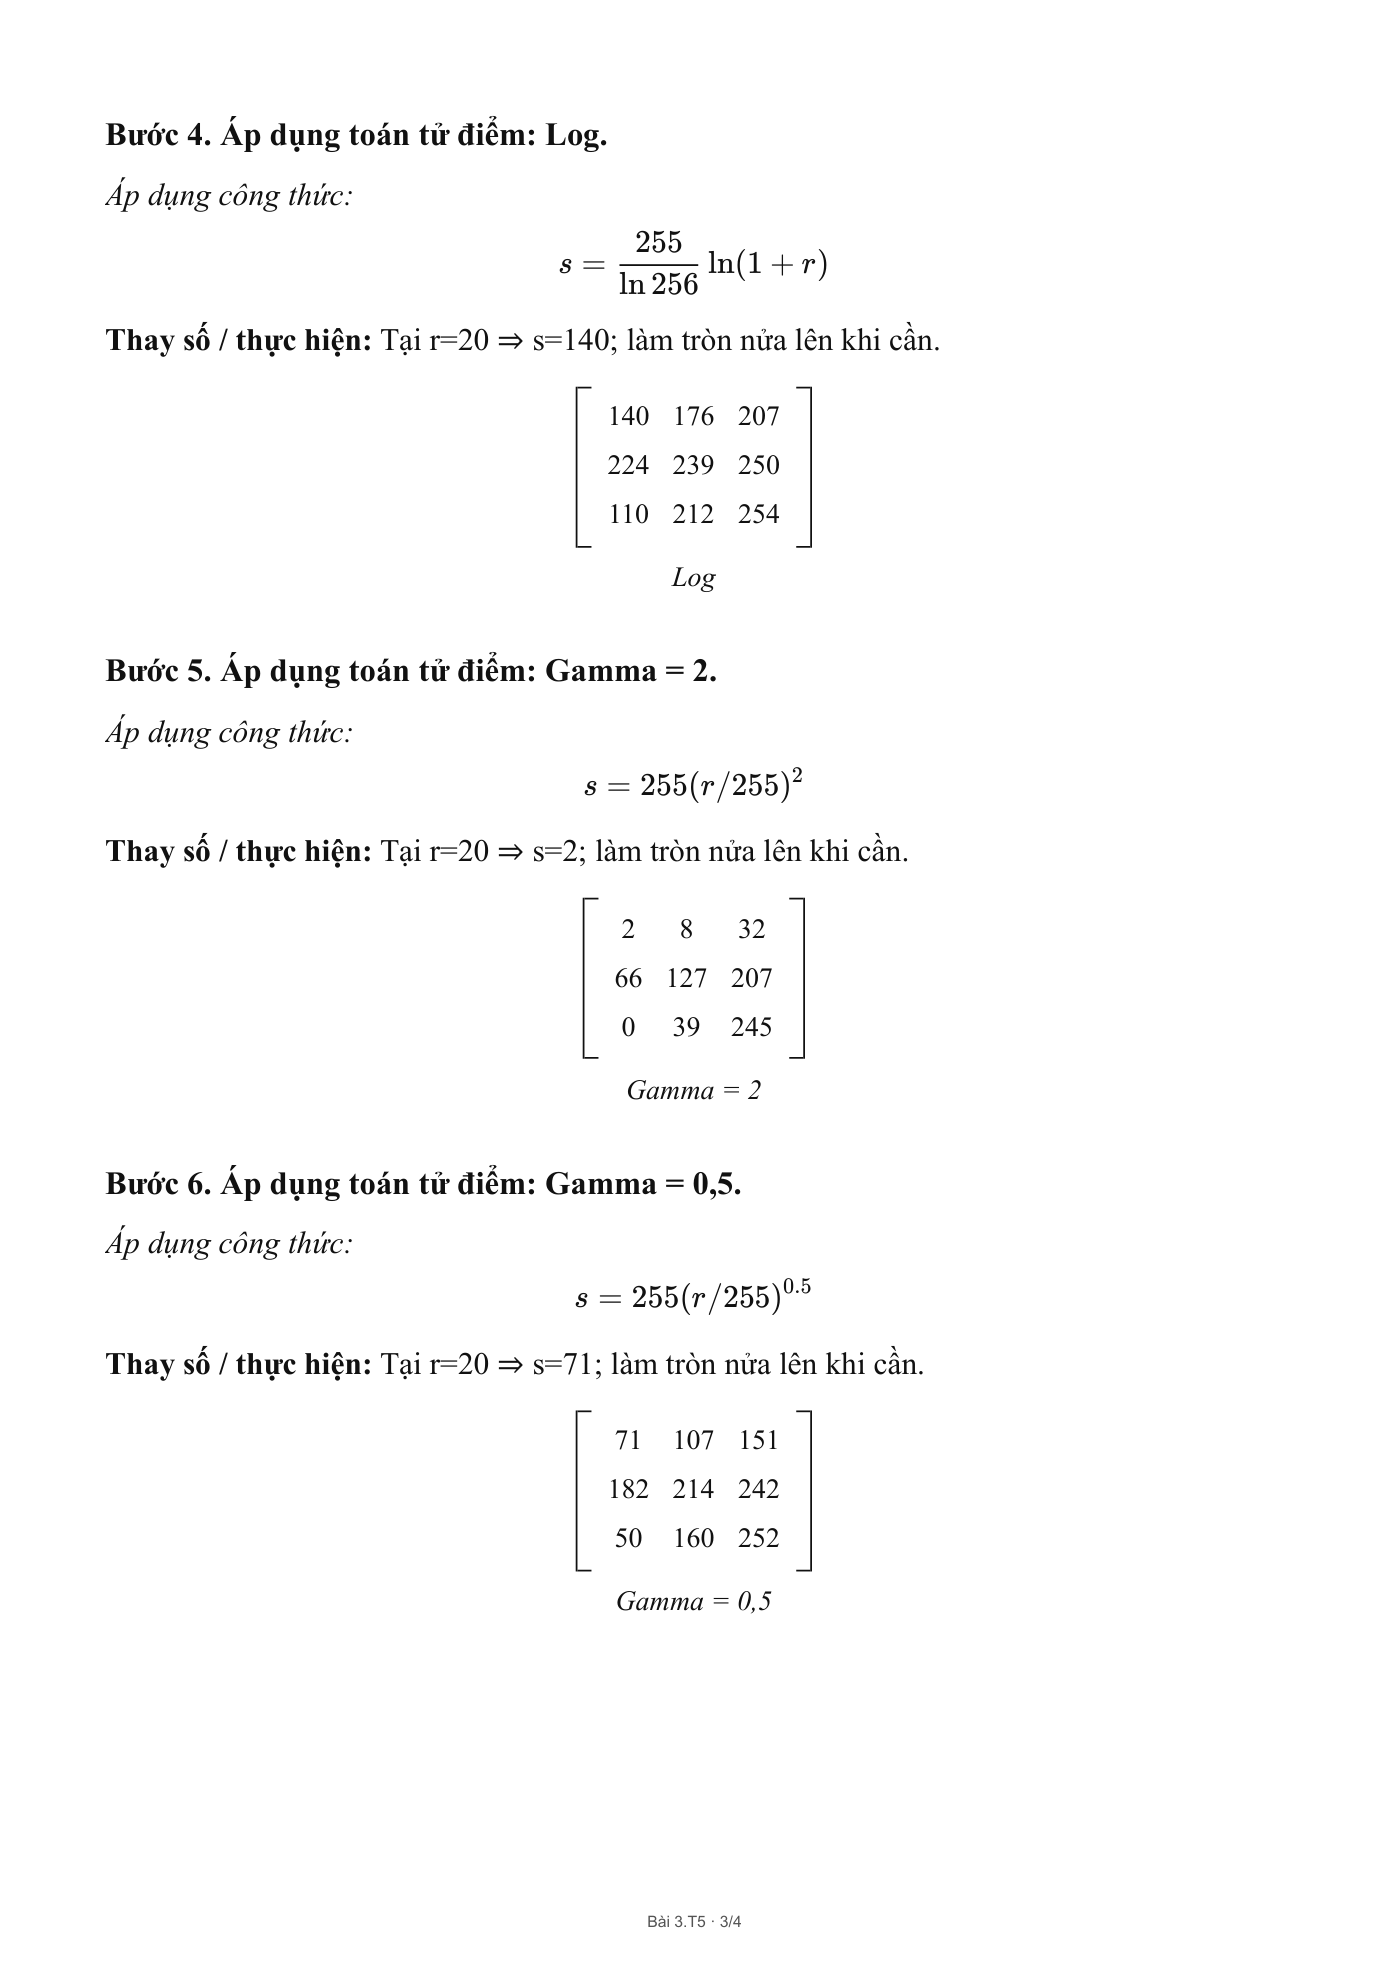 Bước 4. Áp dụng toán tử điểm: Log.
Áp dụng công thức:
s = 255 / ln 256 ln(1 + r)
Thay số / thực hiện: Tại r=20 ⇒ s=140; làm tròn nửa lên khi cần.
140 176 207
224 239 250
110 212 254
Log
Bước 5. Áp dụng toán tử điểm: Gamma = 2.
Áp dụng công thức:
s = 255(r/255)²
Thay số / thực hiện: Tại r=20 ⇒ s=2; làm tròn nửa lên khi cần.
2 8 32
66 127 207
0 39 245
Gamma = 2
Bước 6. Áp dụng toán tử điểm: Gamma = 0,5.
Áp dụng công thức:
s = 255(r/255)^0.5
Thay số / thực hiện: Tại r=20 ⇒ s=71; làm tròn nửa lên khi cần.
71 107 151
182 214 242
50 160 252
Gamma = 0,5
Bài 3.T5 · 3/4